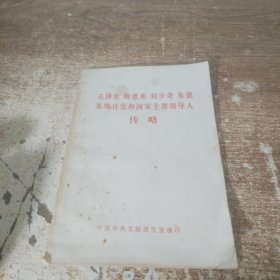 毛泽东 周恩来 刘少奇 朱德
及现任党和国家主要领导人
传略
中共中央文献研究室编印